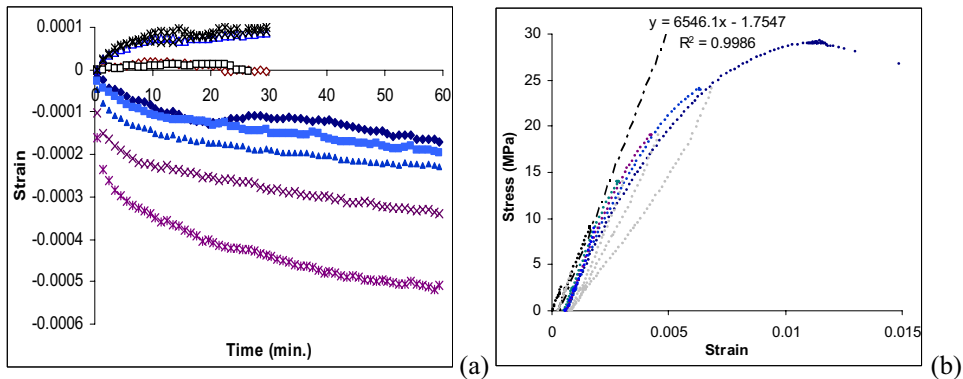 0.0001
0
0 10 20 30 40 50 60
-0.0001
-0.0002
-0.0003
-0.0004
-0.0005
-0.0006
Strain
Time (min.)
(a)
y = 6546.1x - 1.7547
R² = 0.9986
30
25
20
15
10
5
0
Stress (MPa)
0 0.005 0.01 0.015
Strain
(b)